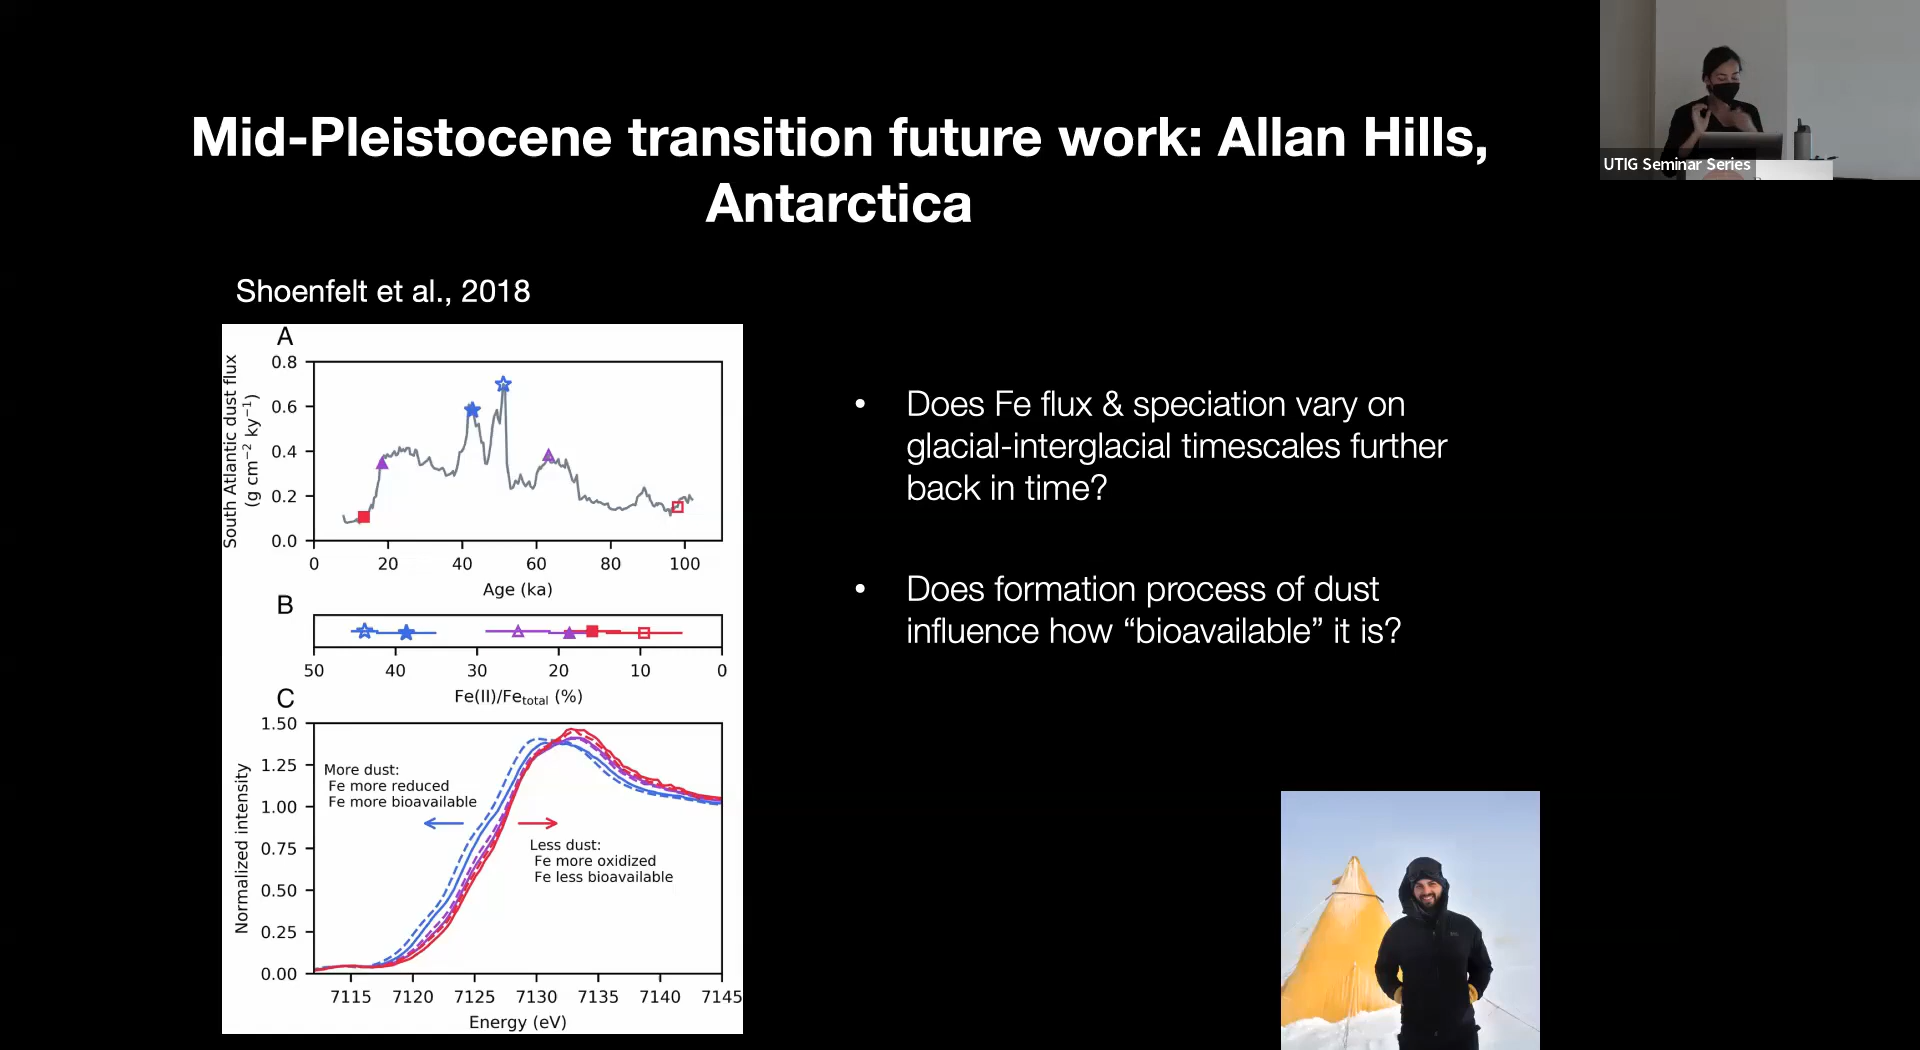 Mid-Pleistocene transition future work: Allan Hills,
Antarctica
UTIG Seminar Series
Shoenfelt et al., 2018
A
South Atlantic dust flux
(g cm⁻² ky⁻¹)
0.8
0.6
0.4
0.2
0.0
0 20 40 60 80 100
Age (ka)
B
50 40 30 20 10 0
Fe(II)/Fe_total (%)
C
Normalized intensity
1.50
1.25
1.00
0.75
0.50
0.25
0.00
More dust:
Fe more reduced
Fe more bioavailable
Less dust:
Fe more oxidized
Fe less bioavailable
7115 7120 7125 7130 7135 7140 7145
Energy (eV)
• Does Fe flux & speciation vary on
glacial-interglacial timescales further
back in time?
• Does formation process of dust
influence how “bioavailable” it is?